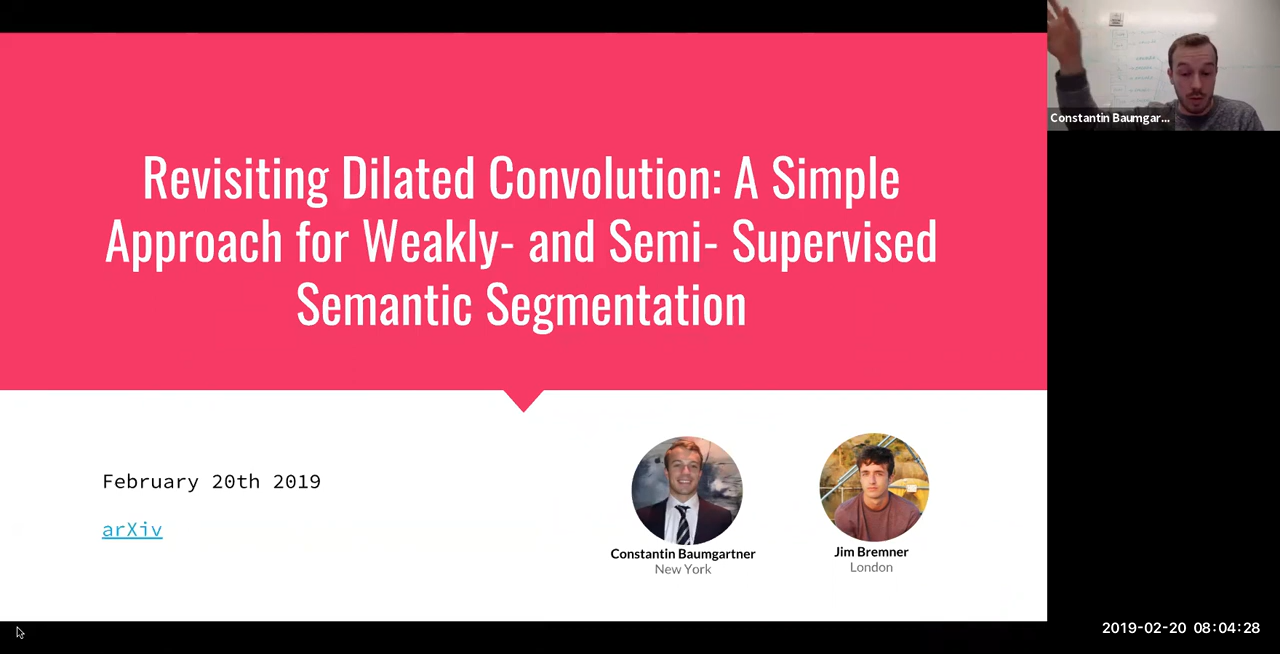 Constantin Baumgar...
Revisiting Dilated Convolution: A Simple
Approach for Weakly- and Semi- Supervised
Semantic Segmentation
February 20th 2019
arXiv
Constantin Baumgartner
New York
Jim Bremner
London
2019-02-20 08:04:28